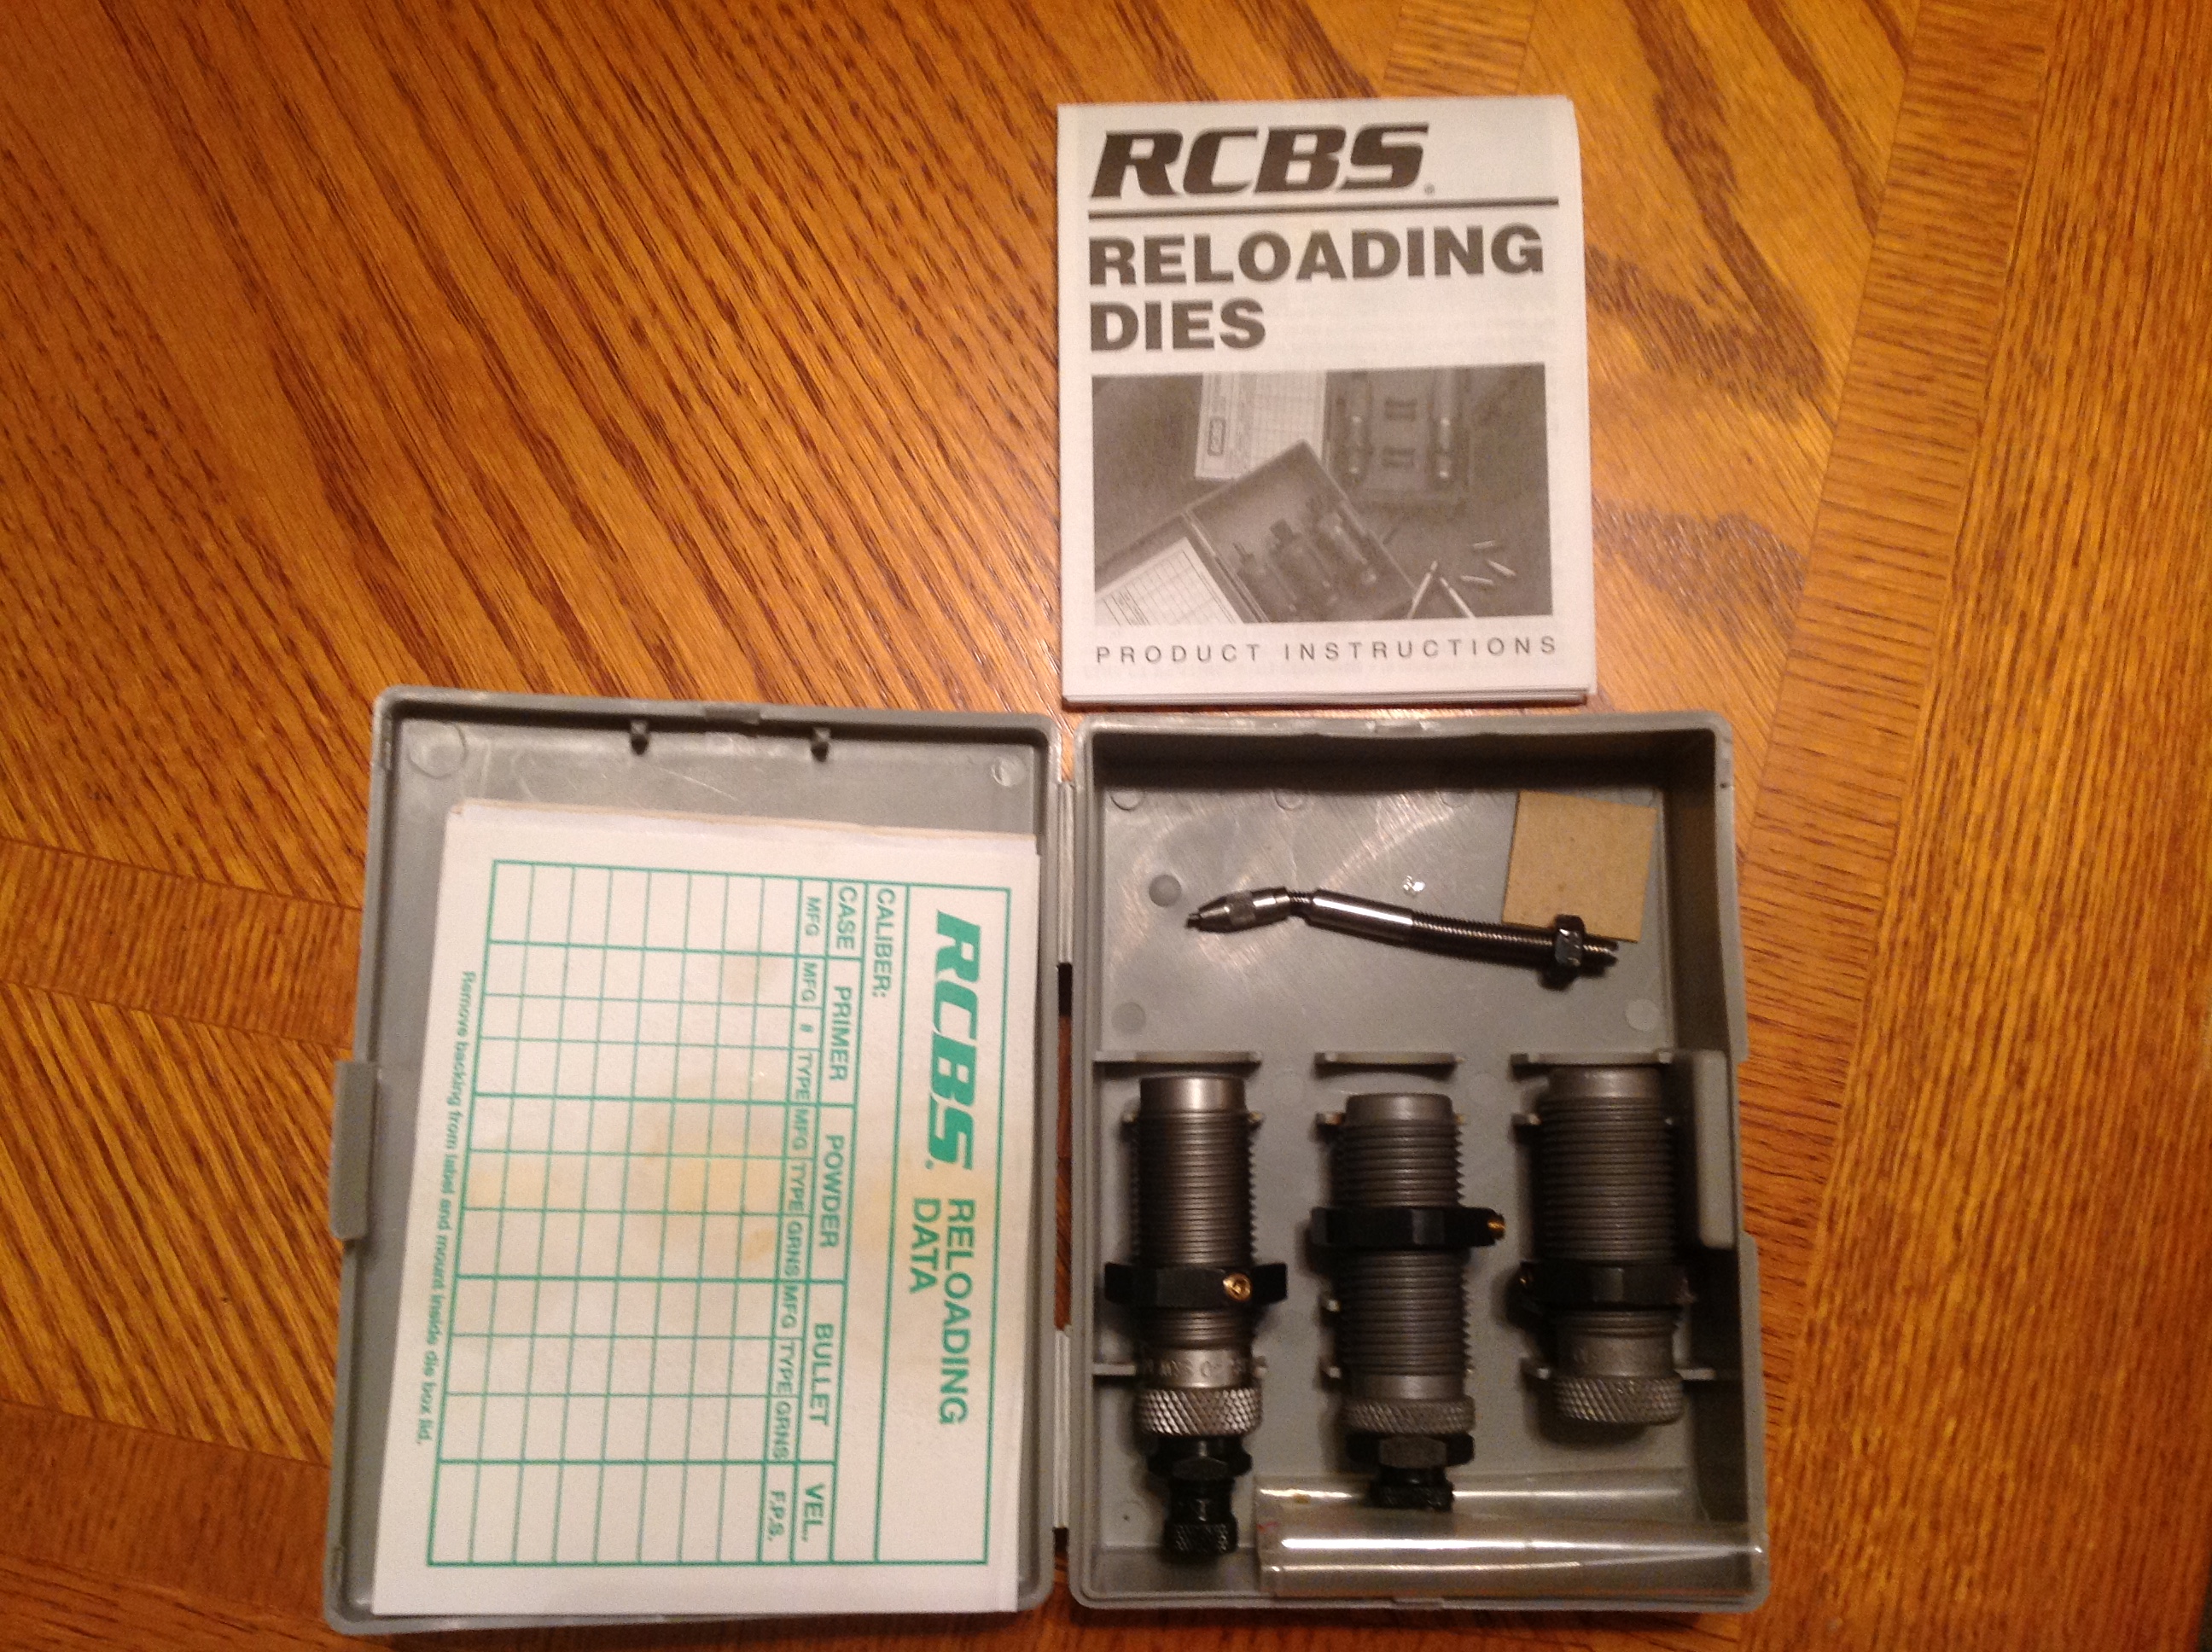 RCBS®
RELOADING
DIES
PRODUCT INSTRUCTIONS
RCBS. RELOADING
DATA
CALIBER:
CASE PRIMER POWDER BULLET VEL.
MFG MFG # TYPE MFG TYPE GRNS MFG TYPE GRNS F.P.S.
Remove backing from label and mount inside die box lid.